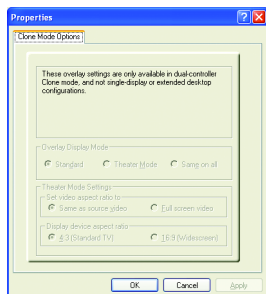 Properties
Clone Mode Options
These overlay settings are only available in dual-controller
Clone mode, and not single-display or extended desktop
configurations.
Overlay Display Mode
Standard Theater Mode Same on all
Theater Mode Settings
Set video aspect ratio to
Same as source video Full screen video
Display device aspect ratio
4:3 (Standard TV) 16:9 (Widescreen)
OK Cancel Apply